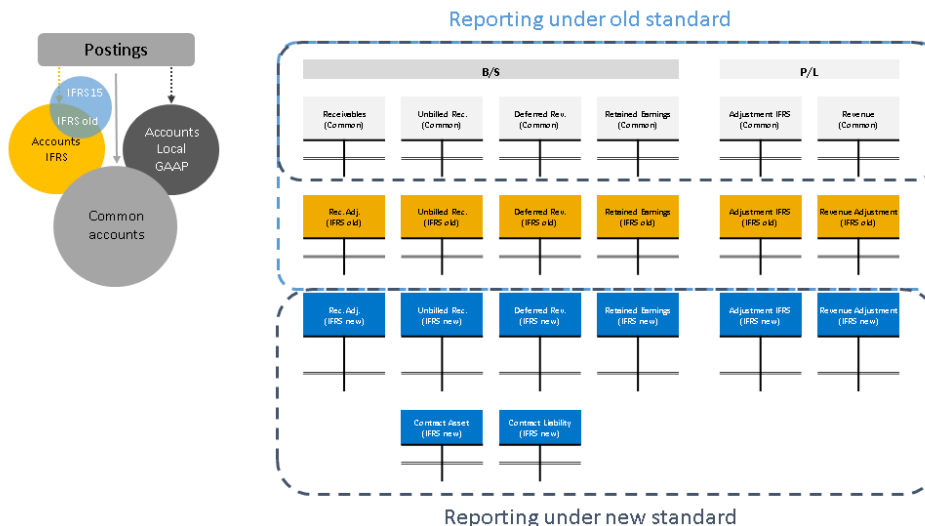 Reporting under old standard
Postings
IFRS15
IFRS old
Accounts
IFRS
Accounts
Local
GAAP
Common
accounts
B/S
P/L
Receivables
(Common)
Unbilled Rec.
(Common)
Deferred Rev.
(Common)
Retained Earnings
(Common)
Adjustment IFRS
(Common)
Revenue
(Common)
Rec. Adj.
(IFRS old)
Unbilled Rec.
(IFRS old)
Deferred Rev.
(IFRS old)
Retained Earnings
(IFRS old)
Adjustment IFRS
(IFRS old)
Revenue Adjustment
(IFRS old)
Rec. Adj.
(IFRS new)
Unbilled Rec.
(IFRS new)
Deferred Rev.
(IFRS new)
Retained Earnings
(IFRS new)
Adjustment IFRS
(IFRS new)
Revenue Adjustment
(IFRS new)
Contract Asset
(IFRS new)
Contract Liability
(IFRS new)
Reporting under new standard